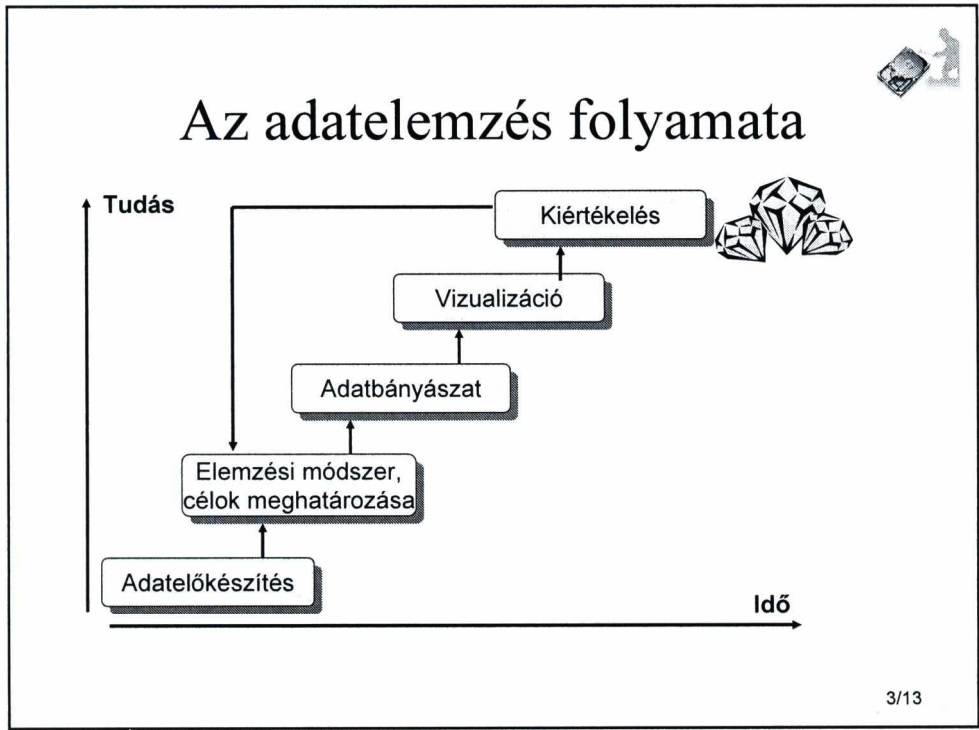 Az adatelemzés folyamata
Tudás
Kiértékelés
Vizualizáció
Adatbányászat
Elemzési módszer,
célok meghatározása
Adatelőkészítés
Idő
3/13